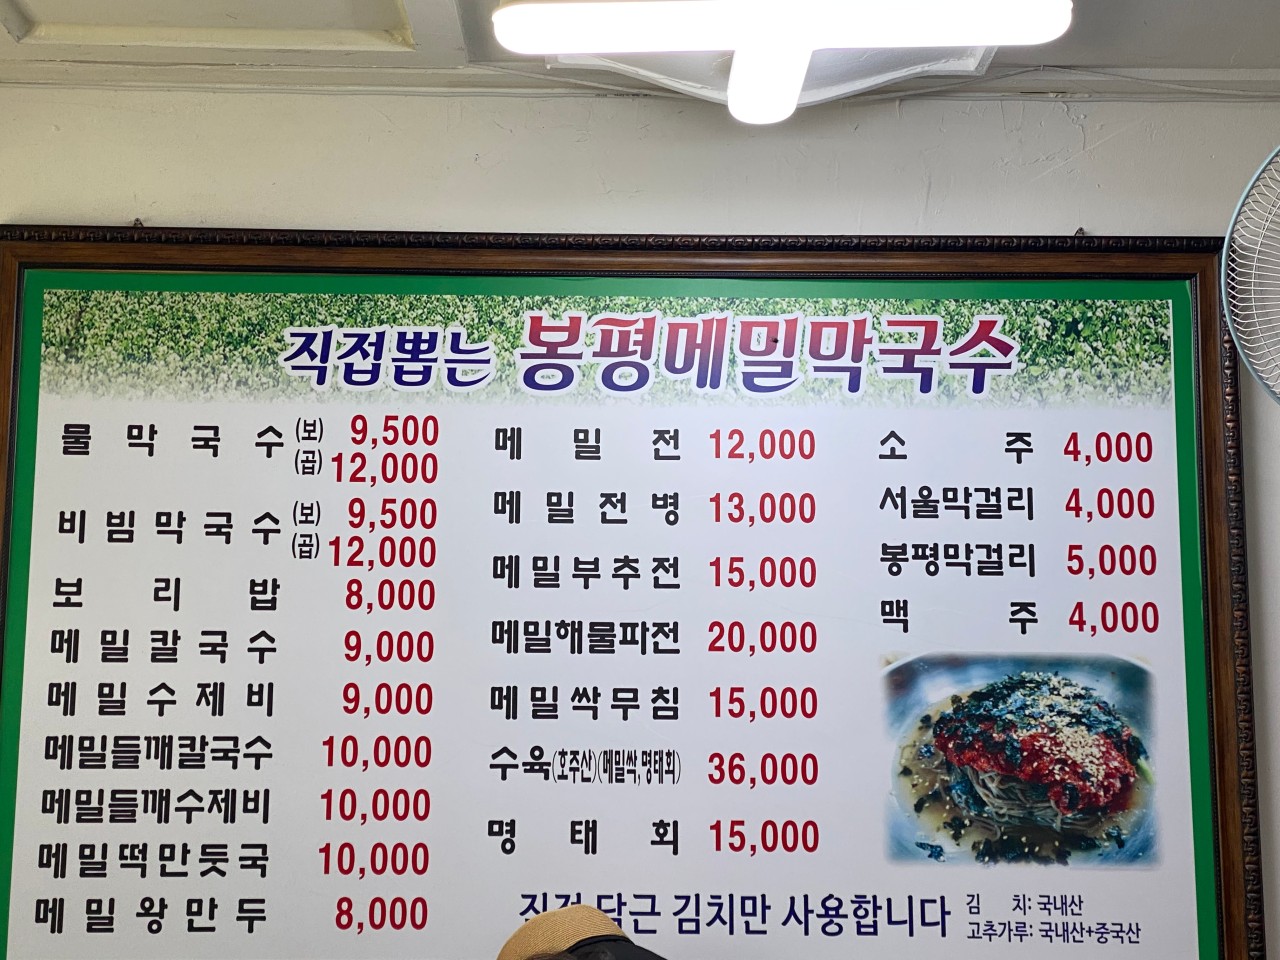 직접뽑는 봉평메밀막국수
물막국수 (보) 9,500
(곱) 12,000
비빔막국수 (보) 9,500
(곱) 12,000
보리밥 8,000
메밀칼국수 9,000
메밀수제비 9,000
메밀들깨칼국수 10,000
메밀들깨수제비 10,000
메밀떡만둣국 10,000
메밀왕만두 8,000
메밀전 12,000
메밀전병 13,000
메밀부추전 15,000
메밀해물파전 20,000
메밀싹무침 15,000
수육(호주산)(메밀싹,명태회) 36,000
명태회 15,000
소주 4,000
서울막걸리 4,000
봉평막걸리 5,000
맥주 4,000
직접 담근 김치만 사용합니다
김치: 국내산
고추가루: 국내산+중국산